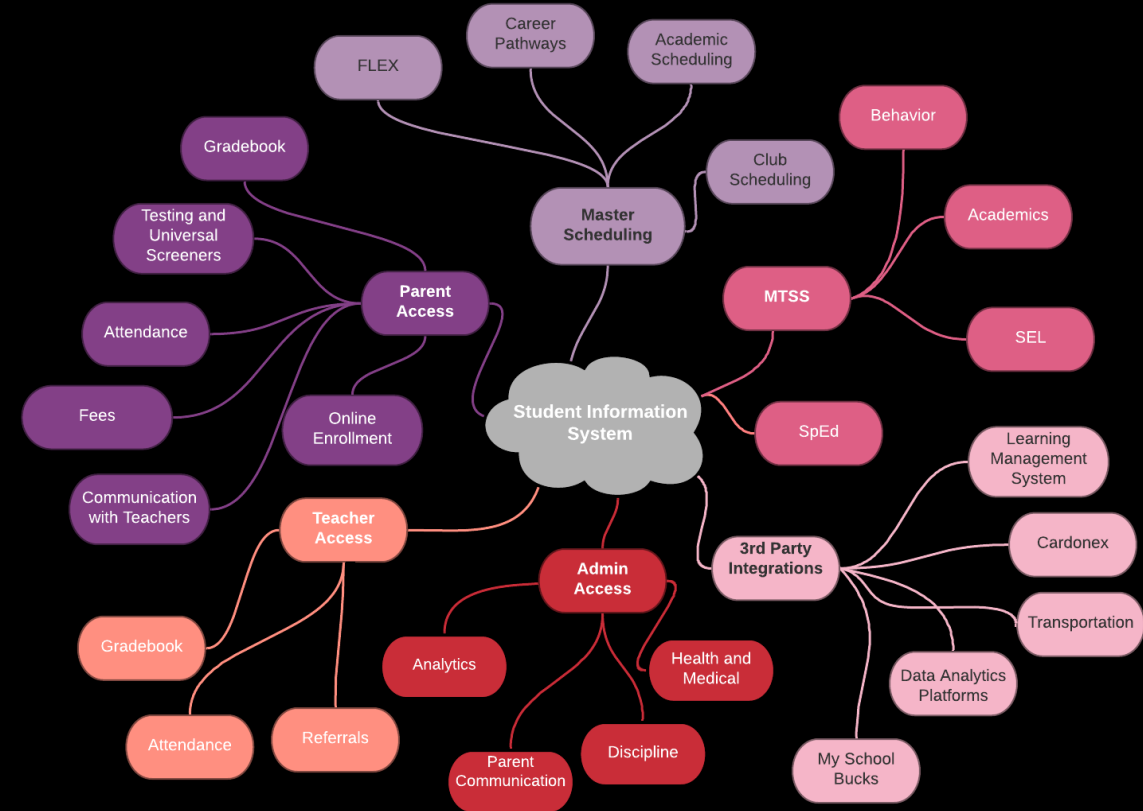 Career
Pathways
Academic
Scheduling
FLEX
Behavior
Gradebook
Club
Scheduling
Testing and
Universal
Screeners
Master
Scheduling
Academics
Parent
Access
MTSS
Attendance
SEL
Fees
Online
Enrollment
Student Information
System
SpEd
Learning
Management
System
Communication
with Teachers
Teacher
Access
3rd Party
Integrations
Cardonex
Admin
Access
Transportation
Gradebook
Analytics
Health and
Medical
Data Analytics
Platforms
Attendance
Referrals
Parent
Communication
Discipline
My School
Bucks